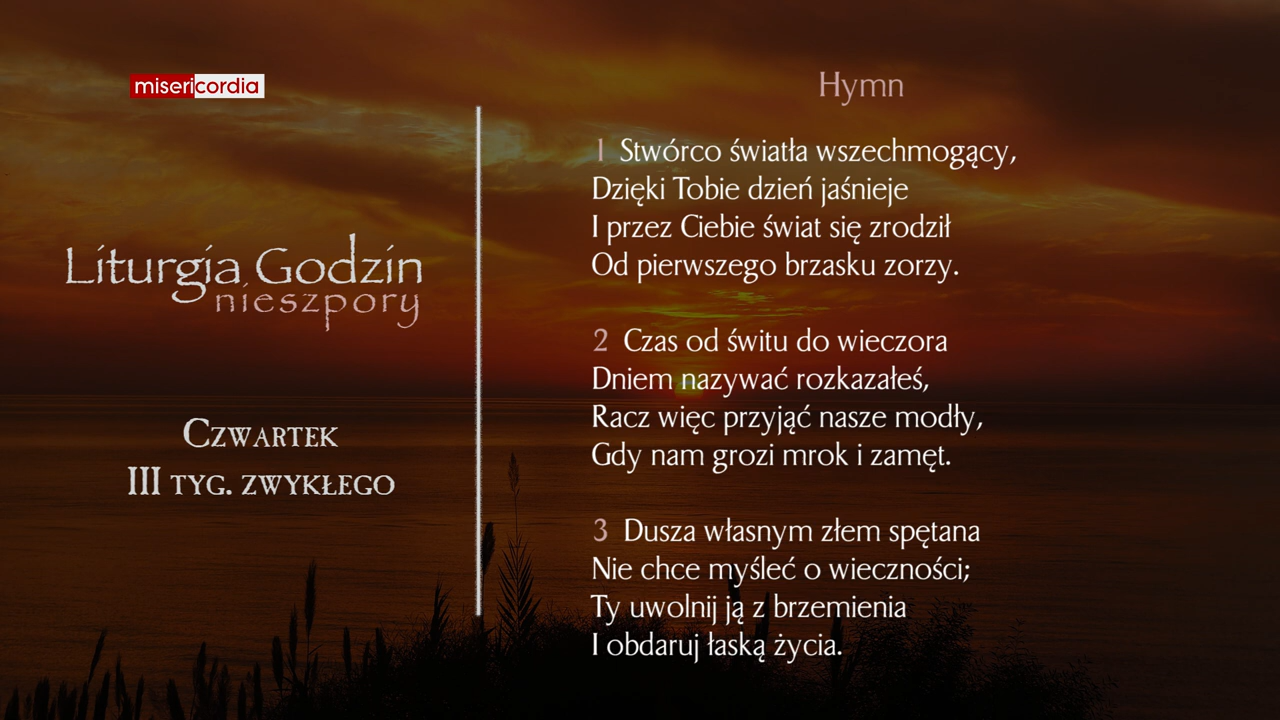 misericordia
Liturgia Godzin
nieszpory
Czwartek
III tyg. zwykłego
Hymn
1 Stwórco światła wszechmogący,
Dzięki Tobie dzień jaśnieje
I przez Ciebie świat się zrodził
Od pierwszego brzasku zorzy.
2 Czas od świtu do wieczora
Dniem nazywać rozkazałeś,
Racz więc przyjąć nasze modły,
Gdy nam grozi mrok i zamęt.
3 Dusza własnym złem spętana
Nie chce myśleć o wieczności;
Ty uwolnij ją z brzemienia
I obdaruj łaską życia.